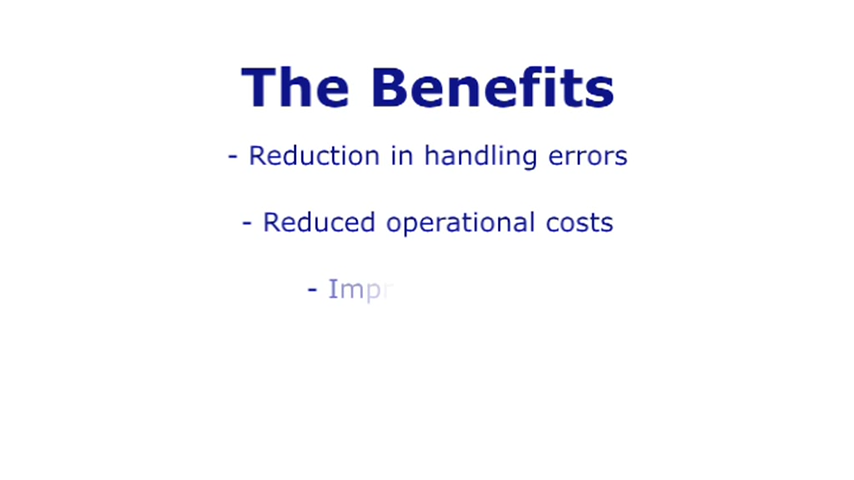 The Benefits
- Reduction in handling errors
- Reduced operational costs
- Impr